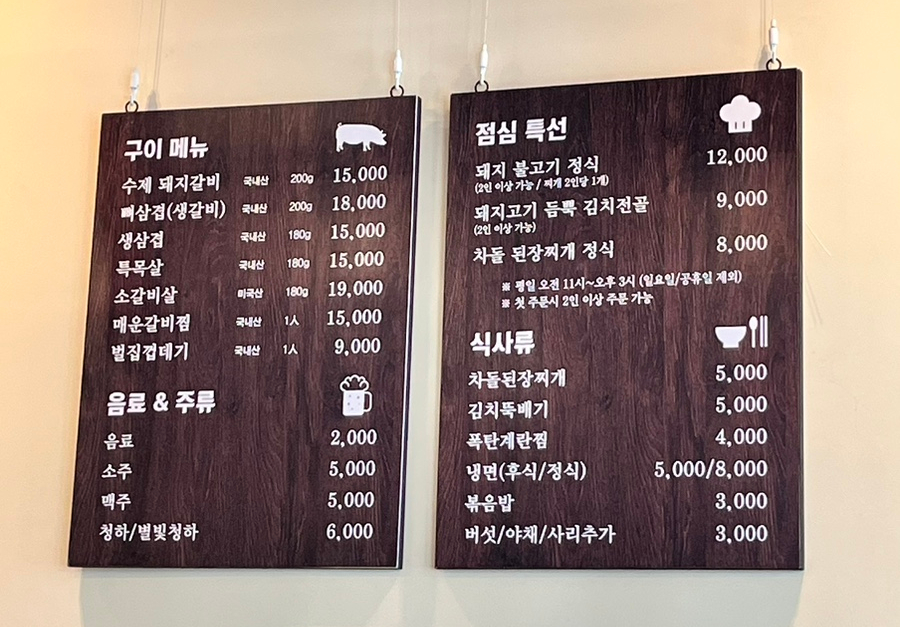 구이 메뉴
수제 돼지갈비 국내산 200g 15,000
뼈삼겹(생갈비) 국내산 200g 18,000
생삼겹 국내산 180g 15,000
특목살 국내산 180g 15,000
소갈비살 미국산 180g 19,000
매운갈비찜 국내산 1人 15,000
벌집껍데기 국내산 1人 9,000
음료 & 주류
음료 2,000
소주 5,000
맥주 5,000
청하/별빛청하 6,000
점심 특선
돼지 불고기 정식 12,000
(2인 이상 가능 / 찌개 2인당 1개)
돼지고기 듬뿍 김치전골 9,000
(2인 이상 가능)
차돌 된장찌개 정식 8,000
※ 평일 오전 11시~오후 3시 (일요일/공휴일 제외)
※ 첫 주문시 2인 이상 주문 가능
식사류
차돌된장찌개 5,000
김치뚝배기 5,000
폭탄계란찜 4,000
냉면(후식/정식) 5,000/8,000
볶음밥 3,000
버섯/야채/사리추가 3,000